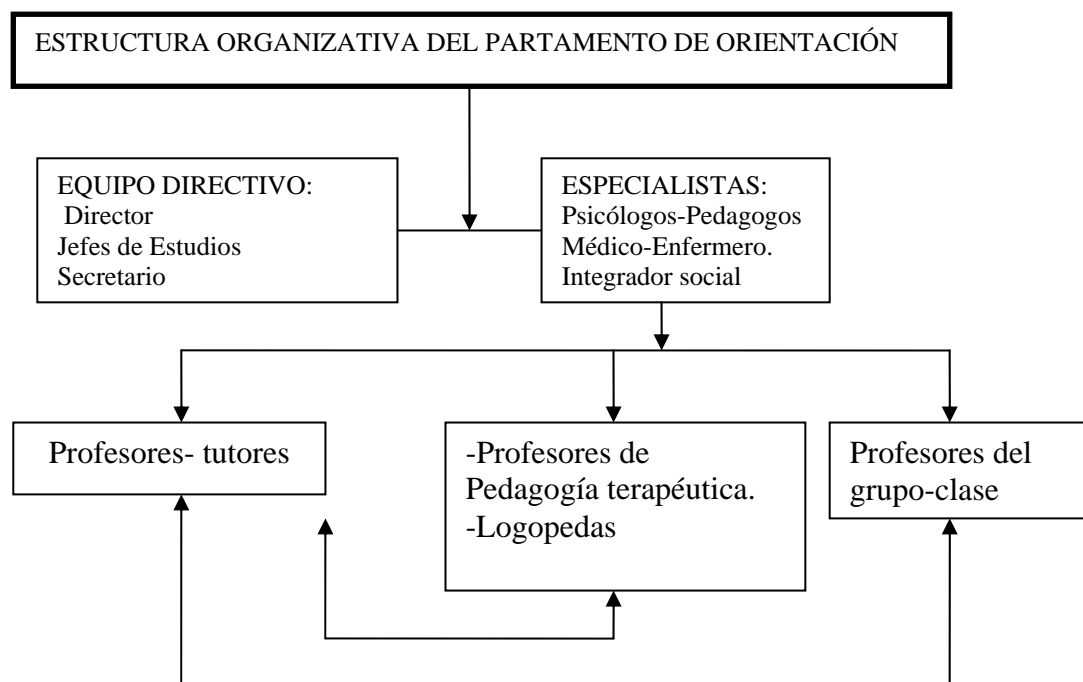 ESTRUCTURA ORGANIZATIVA DEL PARTAMENTO DE ORIENTACIÓN
EQUIPO DIRECTIVO:
Director
Jefes de Estudios
Secretario
ESPECIALISTAS:
Psicólogos-Pedagogos
Médico-Enfermero.
Integrador social
Profesores- tutores
-Profesores de
Pedagogía terapéutica.
-Logopedas
Profesores del
grupo-clase